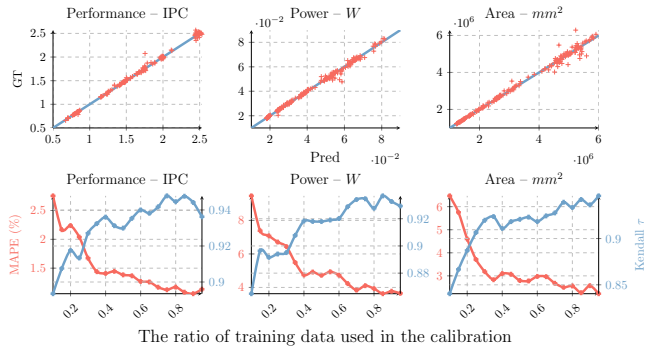 Performance – IPC
Power – W
Area – mm²
·10⁻²
·10⁶
GT
2.5
2
1.5
1
0.5
8
6
4
2
6
4
2
0.5 1 1.5 2 2.5
2 4 6 8
2 4 6
Pred
·10⁻²
·10⁶
Performance – IPC
Power – W
Area – mm²
MAPE (%)
2.5
2
1.5
0.94
0.92
0.9
8
6
4
0.92
0.9
0.88
6
5
4
3
0.9
0.85
Kendall τ
0.2 0.4 0.6 0.8
0.2 0.4 0.6 0.8
0.2 0.4 0.6 0.8
The ratio of training data used in the calibration